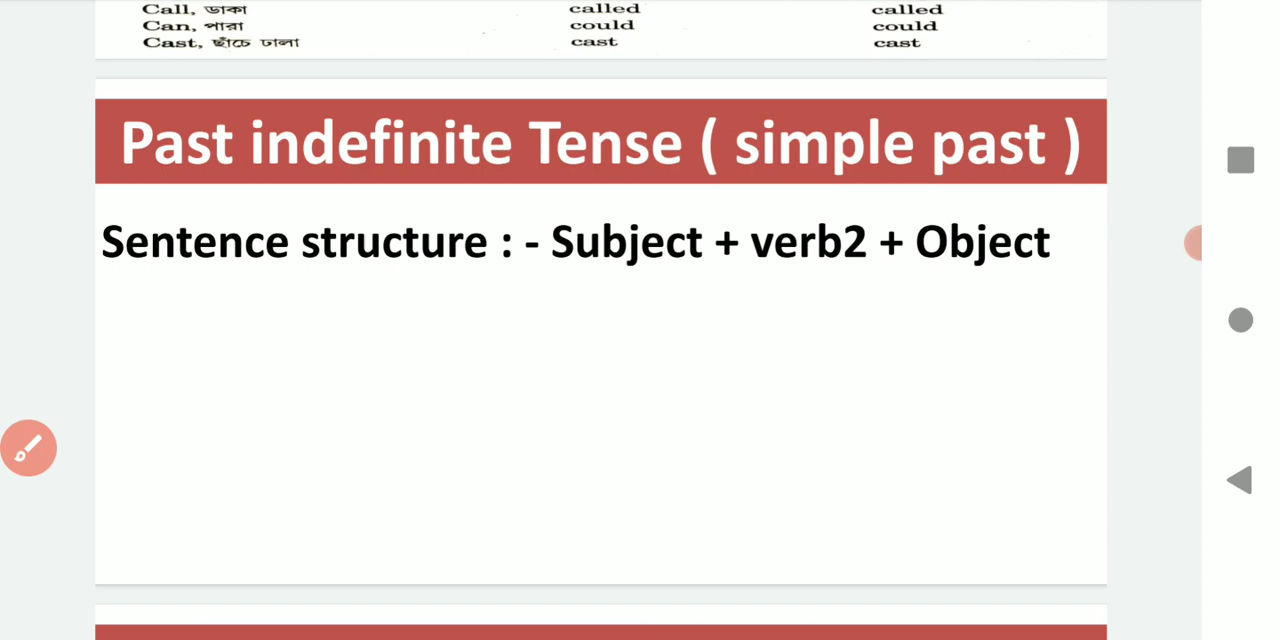 Call, ডাকা called called
Can, পারা could could
Cast, ছাঁচে ঢালা cast cast
Past indefinite Tense ( simple past )
Sentence structure : - Subject + verb2 + Object